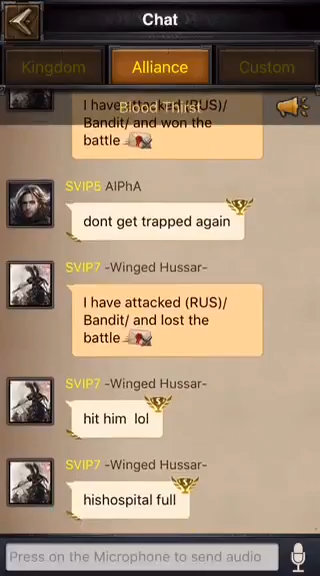 Chat
Kingdom
Alliance
Custom
Blood Thirst
I have attacked (RUS)/
Bandit/ and won the
battle
SVIP5 AlPhA
dont get trapped again
SVIP7 -Winged Hussar-
I have attacked (RUS)/
Bandit/ and lost the
battle
SVIP7 -Winged Hussar-
hit him lol
SVIP7 -Winged Hussar-
hishospital full
Press on the Microphone to send audio